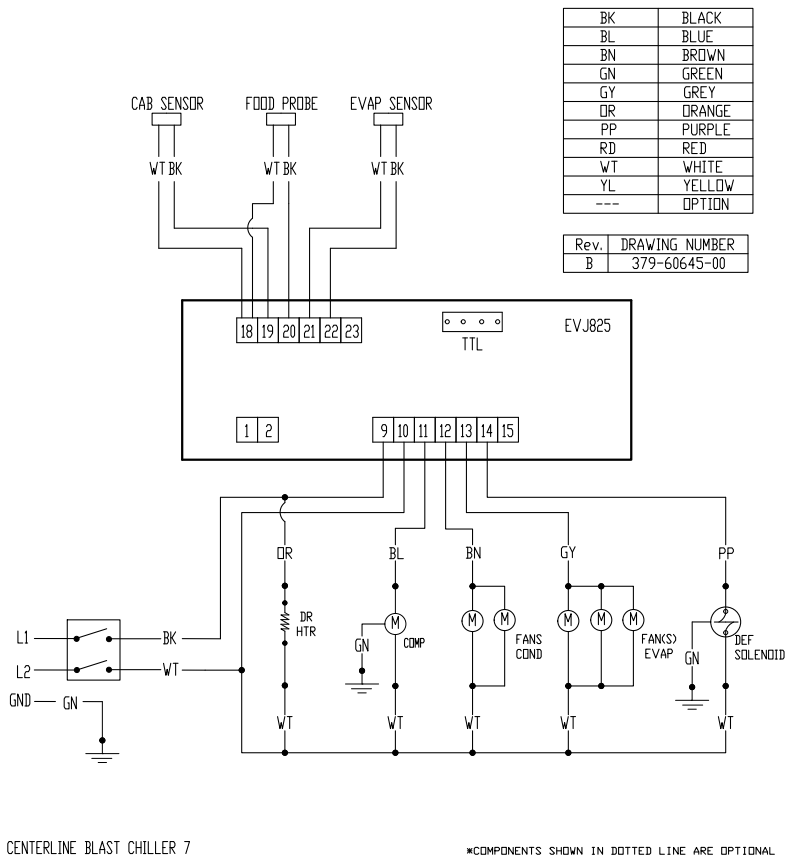 BK BLACK
BL BLUE
BN BROWN
GN GREEN
GY GREY
OR ORANGE
PP PURPLE
RD RED
WT WHITE
YL YELLOW
--- OPTION
Rev. DRAWING NUMBER
B 379-60645-00
CAB SENSOR FOOD PROBE EVAP SENSOR
WT BK WT BK WT BK
18 19 20 21 22 23
TTL
EVJ825
1 2 9 10 11 12 13 14 15
OR BL BN GY PP
DR
HTR
M COMP
GN
M M FANS
COND
M M M FAN(S)
EVAP
GN
DEF
SOLENOID
L1 BK
L2 WT
GND GN
WT WT WT WT WT
CENTERLINE BLAST CHILLER 7
*COMPONENTS SHOWN IN DOTTED LINE ARE OPTIONAL